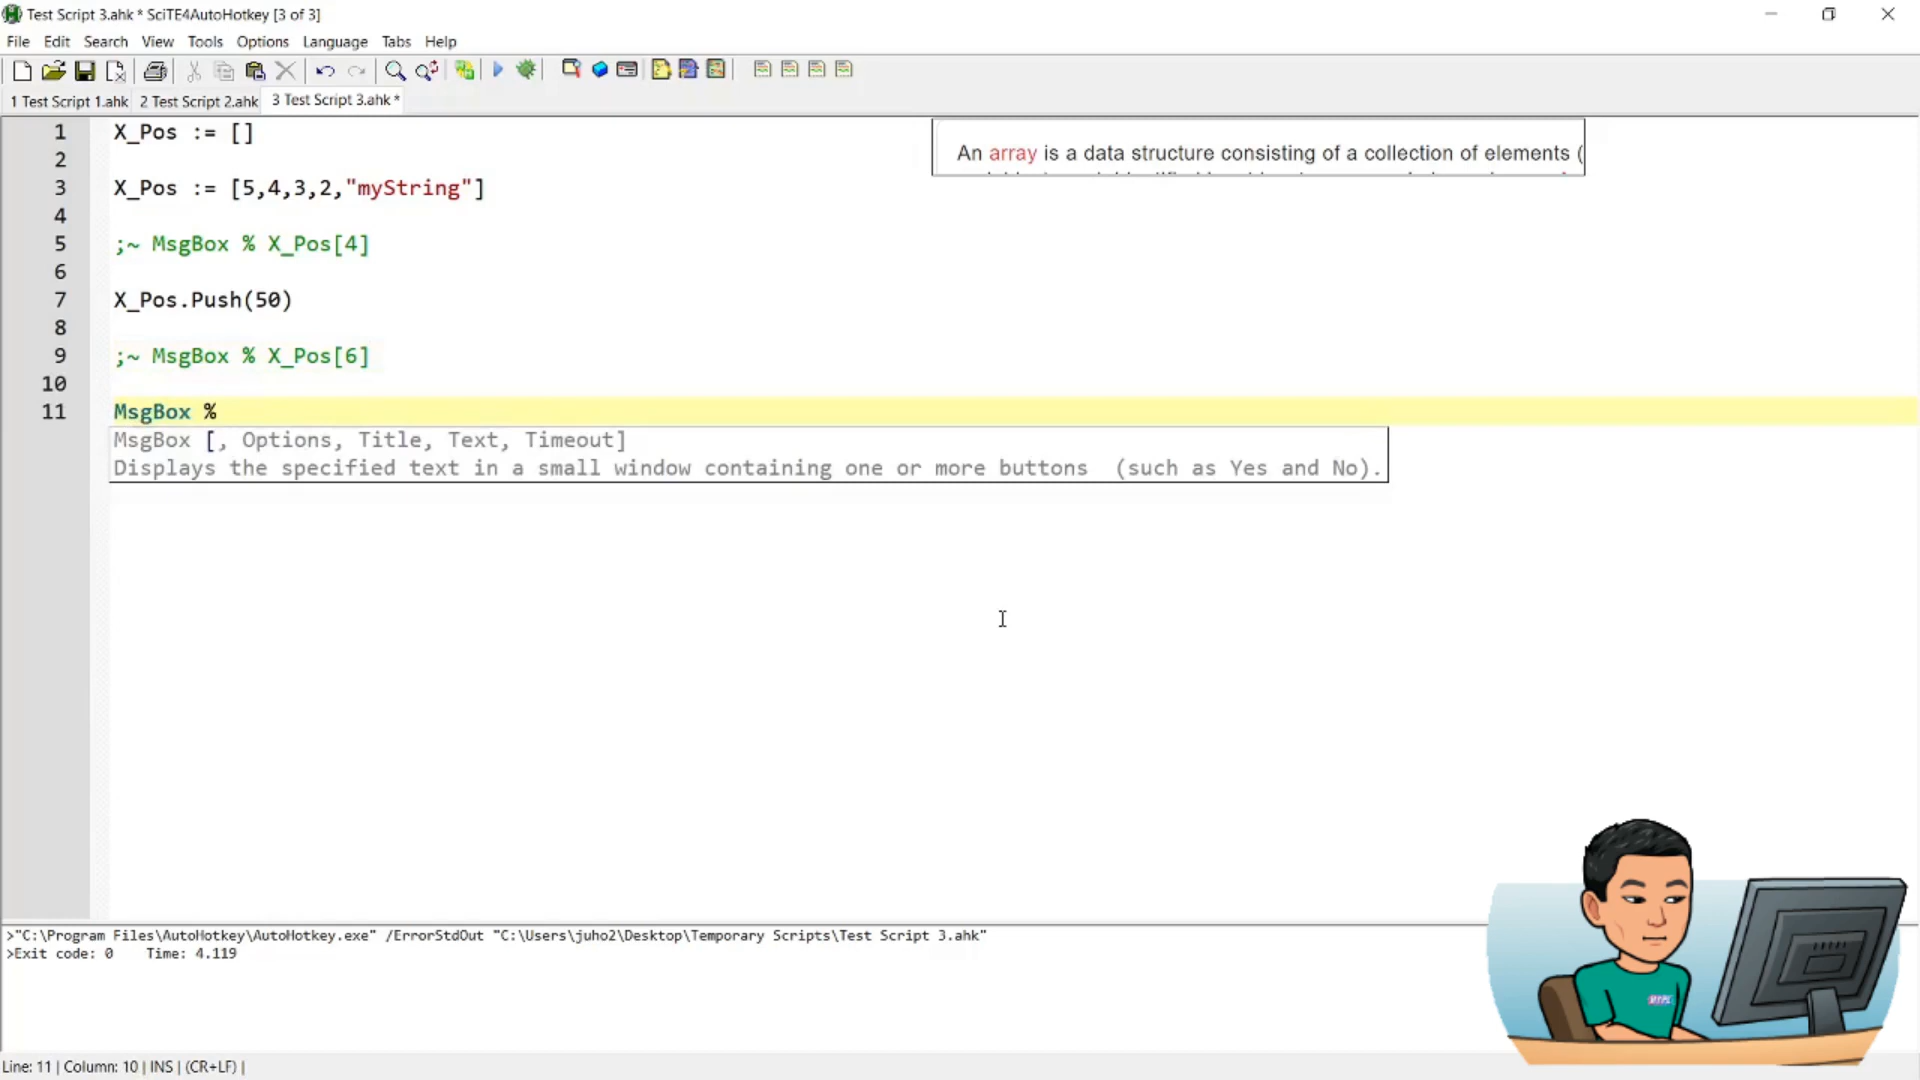 Test Script 3.ahk * SciTE4AutoHotkey [3 of 3]
File Edit Search View Tools Options Language Tabs Help
1 Test Script 1.ahk 2 Test Script 2.ahk 3 Test Script 3.ahk *
1 X_Pos := []
An array is a data structure consisting of a collection of elements (
2
3 X_Pos := [5,4,3,2,"myString"]
4
5 ;~ MsgBox % X_Pos[4]
6
7 X_Pos.Push(50)
8
9 ;~ MsgBox % X_Pos[6]
10
11 MsgBox %
MsgBox [, Options, Title, Text, Timeout]
Displays the specified text in a small window containing one or more buttons (such as Yes and No).
>"C:\Program Files\AutoHotkey\AutoHotkey.exe" /ErrorStdOut "C:\Users\juho2\Desktop\Temporary Scripts\Test Script 3.ahk"
>Exit code: 0 Time: 4.119
Line: 11 | Column: 10 | INS | (CR+LF) |